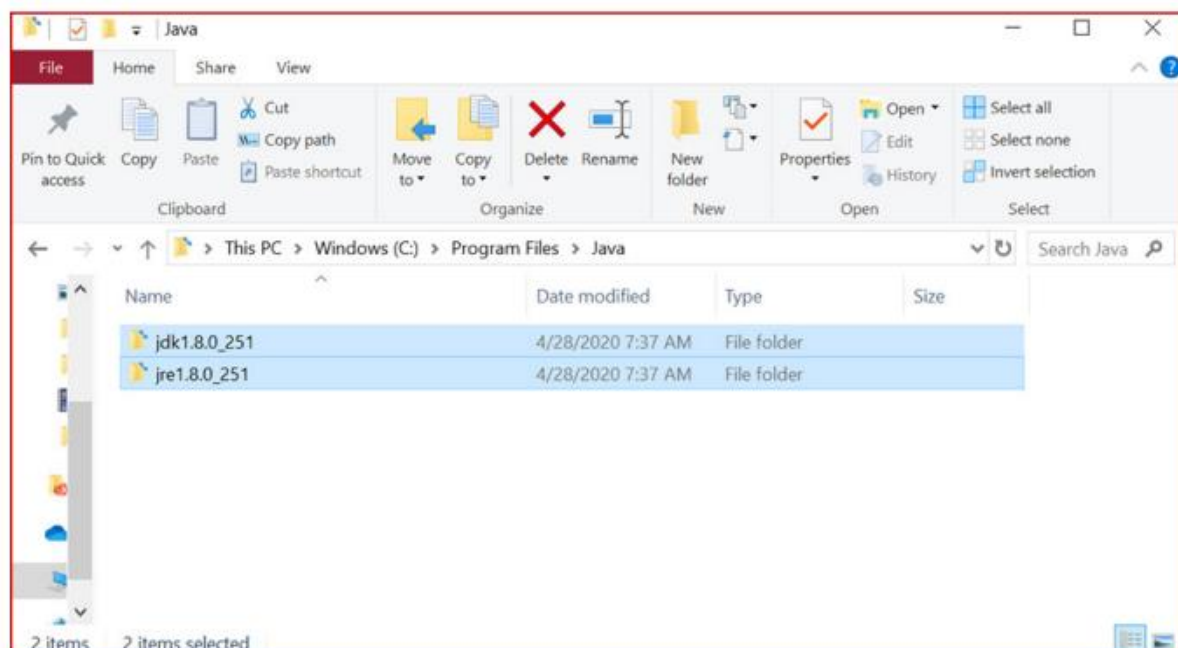 Java
File Home Share View
Pin to Quick access
Copy
Paste
Cut
Copy path
Paste shortcut
Clipboard
Move to
Copy to
Delete
Rename
Organize
New folder
New
Properties
Open
Edit
History
Open
Select all
Select none
Invert selection
Select
This PC > Windows (C:) > Program Files > Java
Search Java
Name Date modified Type Size
jdk1.8.0_251 4/28/2020 7:37 AM File folder
jre1.8.0_251 4/28/2020 7:37 AM File folder
2 items 2 items selected